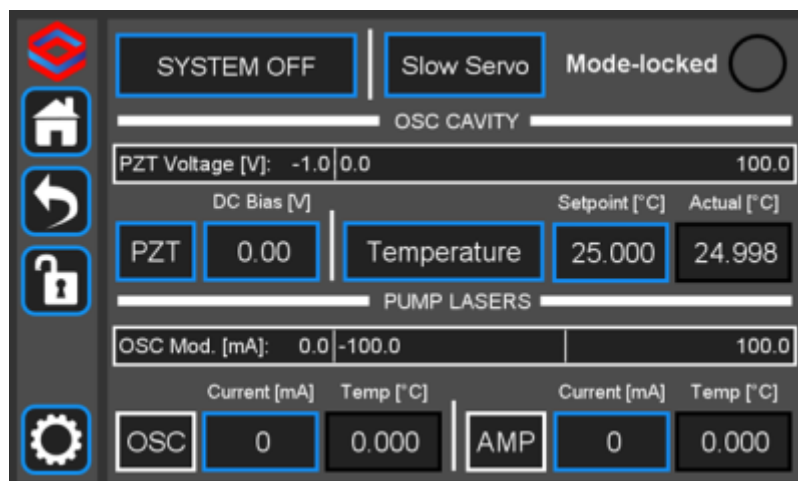 SYSTEM OFF Slow Servo Mode-locked
OSC CAVITY
PZT Voltage [V]: -1.0 0.0 100.0
DC Bias [V] Setpoint [°C] Actual [°C]
PZT 0.00 Temperature 25.000 24.998
PUMP LASERS
OSC Mod. [mA]: 0.0 -100.0 100.0
Current [mA] Temp [°C] Current [mA] Temp [°C]
OSC 0 0.000 AMP 0 0.000